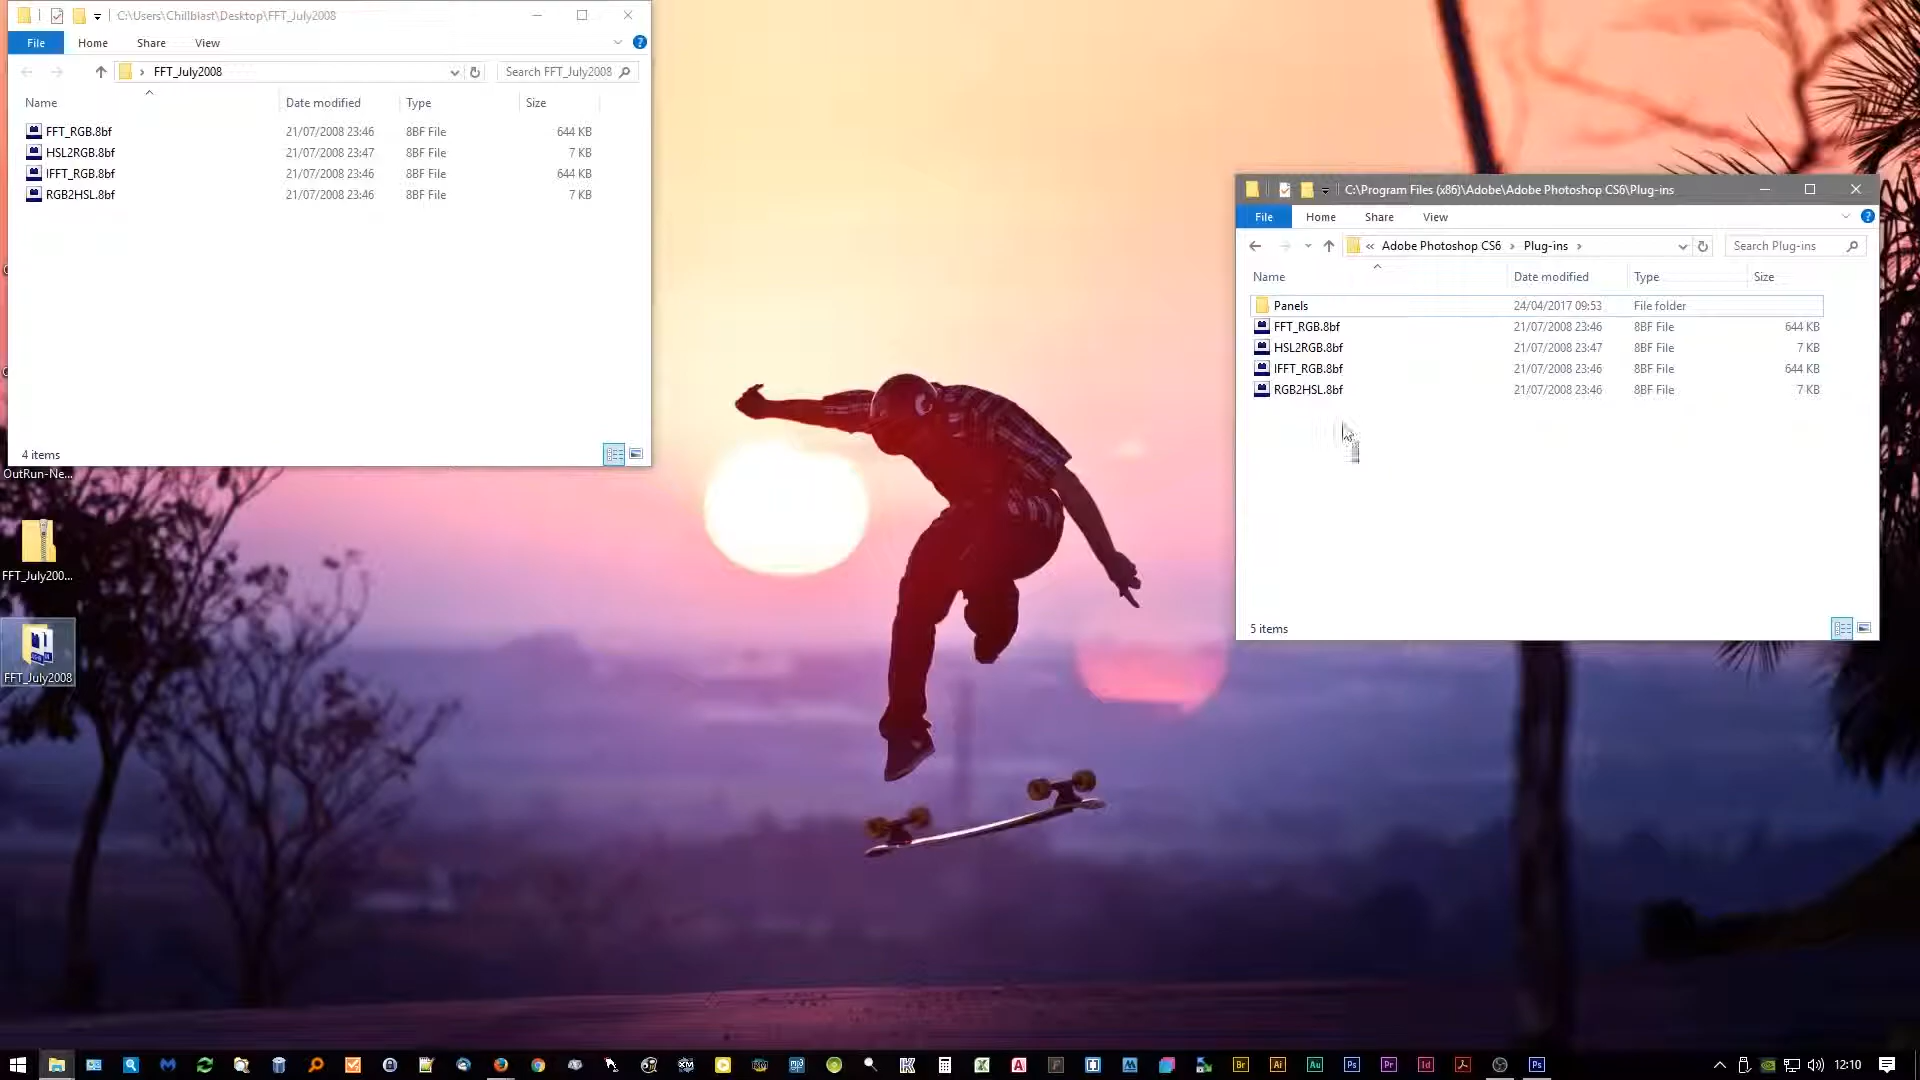 C:\Users\Chillblast\Desktop\FFT_July2008
File Home Share View
FFT_July2008
Search FFT_July2008
Name Date modified Type Size
FFT_RGB.8bf 21/07/2008 23:46 8BF File 644 KB
HSL2RGB.8bf 21/07/2008 23:47 8BF File 7 KB
IFFT_RGB.8bf 21/07/2008 23:46 8BF File 644 KB
RGB2HSL.8bf 21/07/2008 23:46 8BF File 7 KB
4 items
OutRun-Ne...
FFT_July200...
FFT_July2008
C:\Program Files (x86)\Adobe\Adobe Photoshop CS6\Plug-ins
File Home Share View
« Adobe Photoshop CS6 › Plug-ins ›
Search Plug-ins
Name Date modified Type Size
Panels 24/04/2017 09:53 File folder
FFT_RGB.8bf 21/07/2008 23:46 8BF File 644 KB
HSL2RGB.8bf 21/07/2008 23:47 8BF File 7 KB
IFFT_RGB.8bf 21/07/2008 23:46 8BF File 644 KB
RGB2HSL.8bf 21/07/2008 23:46 8BF File 7 KB
5 items
Br Ai Au Ps Pr Id Ps
12:10